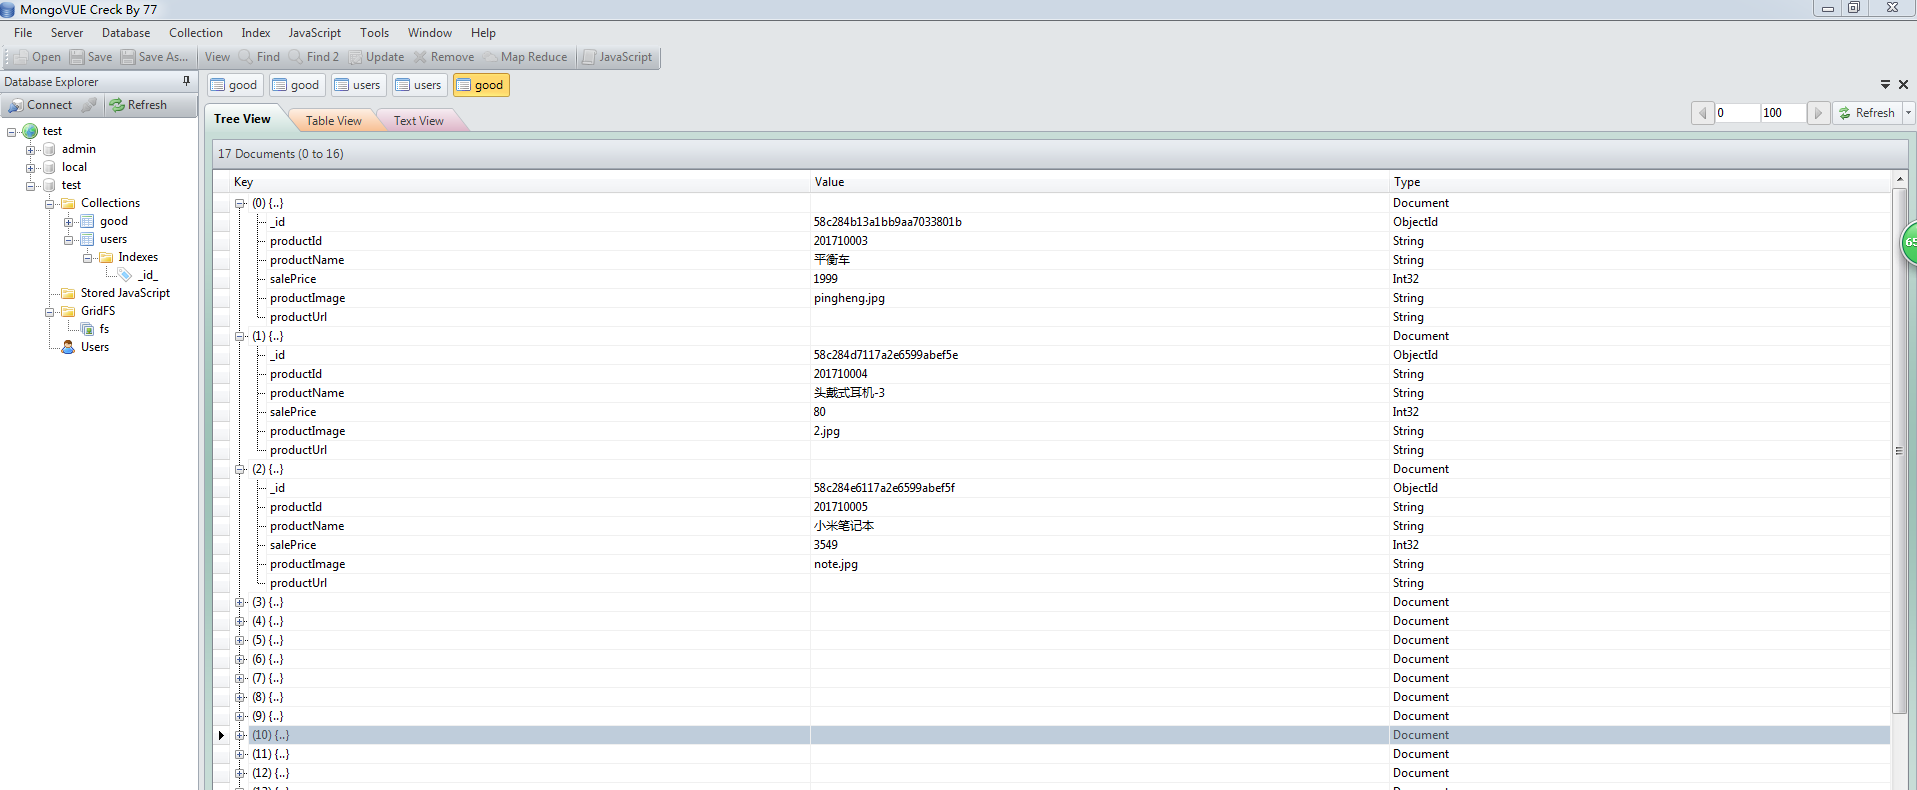 MongoVUE Creck By 77
File Server Database Collection Index JavaScript Tools Window Help
Open Save Save As... View Find Find 2 Update Remove Map Reduce JavaScript
Database Explorer
good good users users good
Connect Refresh
Tree View Table View Text View 0 100 Refresh
test
admin
local
test
Collections
good
users
Indexes
_id_
Stored JavaScript
GridFS
fs
Users
17 Documents (0 to 16)
Key Value Type
(0) {..} Document
_id 58c284b13a1bb9aa7033801b ObjectId
productId 201710003 String
productName 平衡车 String
salePrice 1999 Int32
productImage pingheng.jpg String
productUrl String
(1) {..} Document
_id 58c284d7117a2e6599abef5e ObjectId
productId 201710004 String
productName 头戴式耳机-3 String
salePrice 80 Int32
productImage 2.jpg String
productUrl String
(2) {..} Document
_id 58c284e6117a2e6599abef5f ObjectId
productId 201710005 String
productName 小米笔记本 String
salePrice 3549 Int32
productImage note.jpg String
productUrl String
(3) {..} Document
(4) {..} Document
(5) {..} Document
(6) {..} Document
(7) {..} Document
(8) {..} Document
(9) {..} Document
(10) {..} Document
(11) {..} Document
(12) {..} Document